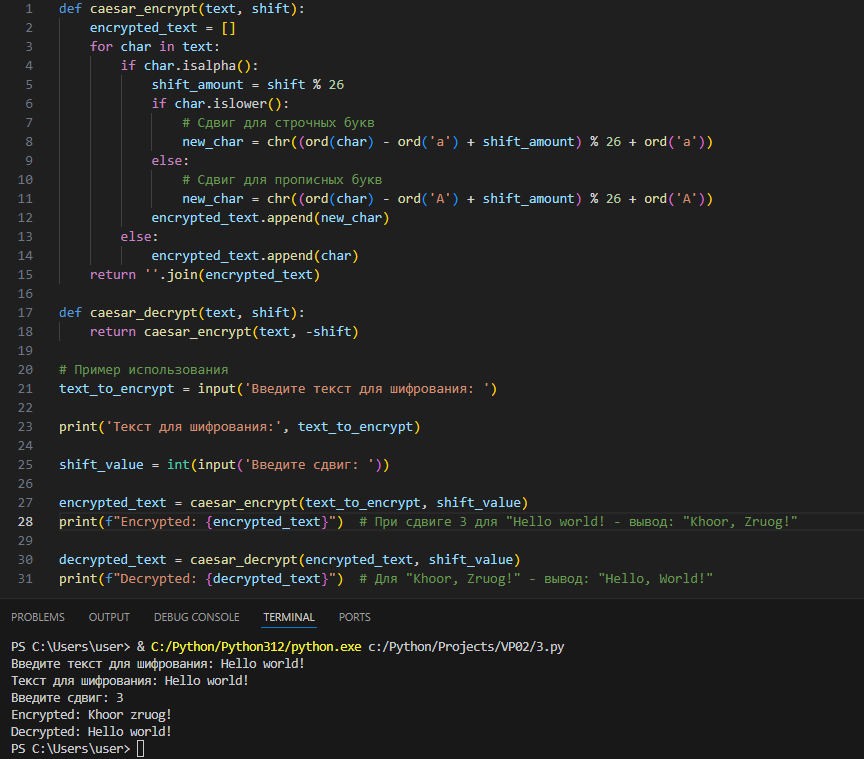 1 def caesar_encrypt(text, shift):
2     encrypted_text = []
3     for char in text:
4         if char.isalpha():
5             shift_amount = shift % 26
6             if char.islower():
7                 # Сдвиг для строчных букв
8                 new_char = chr((ord(char) - ord('a') + shift_amount) % 26 + ord('a'))
9             else:
10                 # Сдвиг для прописных букв
11                 new_char = chr((ord(char) - ord('A') + shift_amount) % 26 + ord('A'))
12             encrypted_text.append(new_char)
13         else:
14             encrypted_text.append(char)
15     return ''.join(encrypted_text)
16
17 def caesar_decrypt(text, shift):
18     return caesar_encrypt(text, -shift)
19
20 # Пример использования
21 text_to_encrypt = input('Введите текст для шифрования: ')
22
23 print('Текст для шифрования:', text_to_encrypt)
24
25 shift_value = int(input('Введите сдвиг: '))
26
27 encrypted_text = caesar_encrypt(text_to_encrypt, shift_value)
28 print(f"Encrypted: {encrypted_text}")  # При сдвиге 3 для "Hello world! - вывод: "Khoor, Zruog!"
29
30 decrypted_text = caesar_decrypt(encrypted_text, shift_value)
31 print(f"Decrypted: {decrypted_text}")  # Для "Khoor, Zruog!" - вывод: "Hello, World!"
PROBLEMS OUTPUT DEBUG CONSOLE TERMINAL PORTS
PS C:\Users\user> & C:/Python/Python312/python.exe c:/Python/Projects/VP02/3.py
Введите текст для шифрования: Hello world!
Текст для шифрования: Hello world!
Введите сдвиг: 3
Encrypted: Khoor zruog!
Decrypted: Hello world!
PS C:\Users\user>